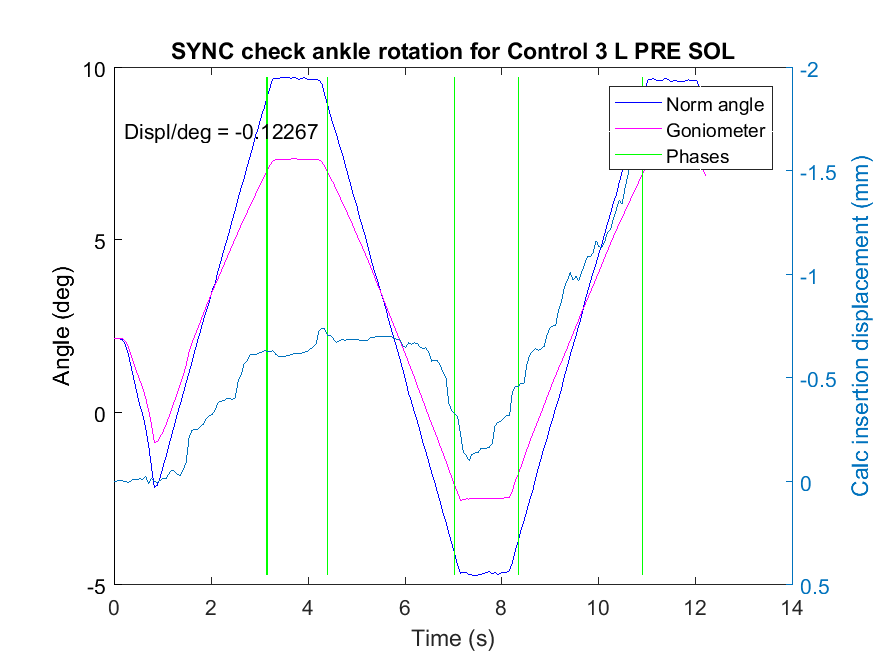 SYNC check ankle rotation for Control 3 L PRE SOL
10
5
0
-5
Angle (deg)
Displ/deg = -0.12267
Norm angle
Goniometer
Phases
-2
-1.5
-1
-0.5
0
0.5
Calc insertion displacement (mm)
0 2 4 6 8 10 12 14
Time (s)